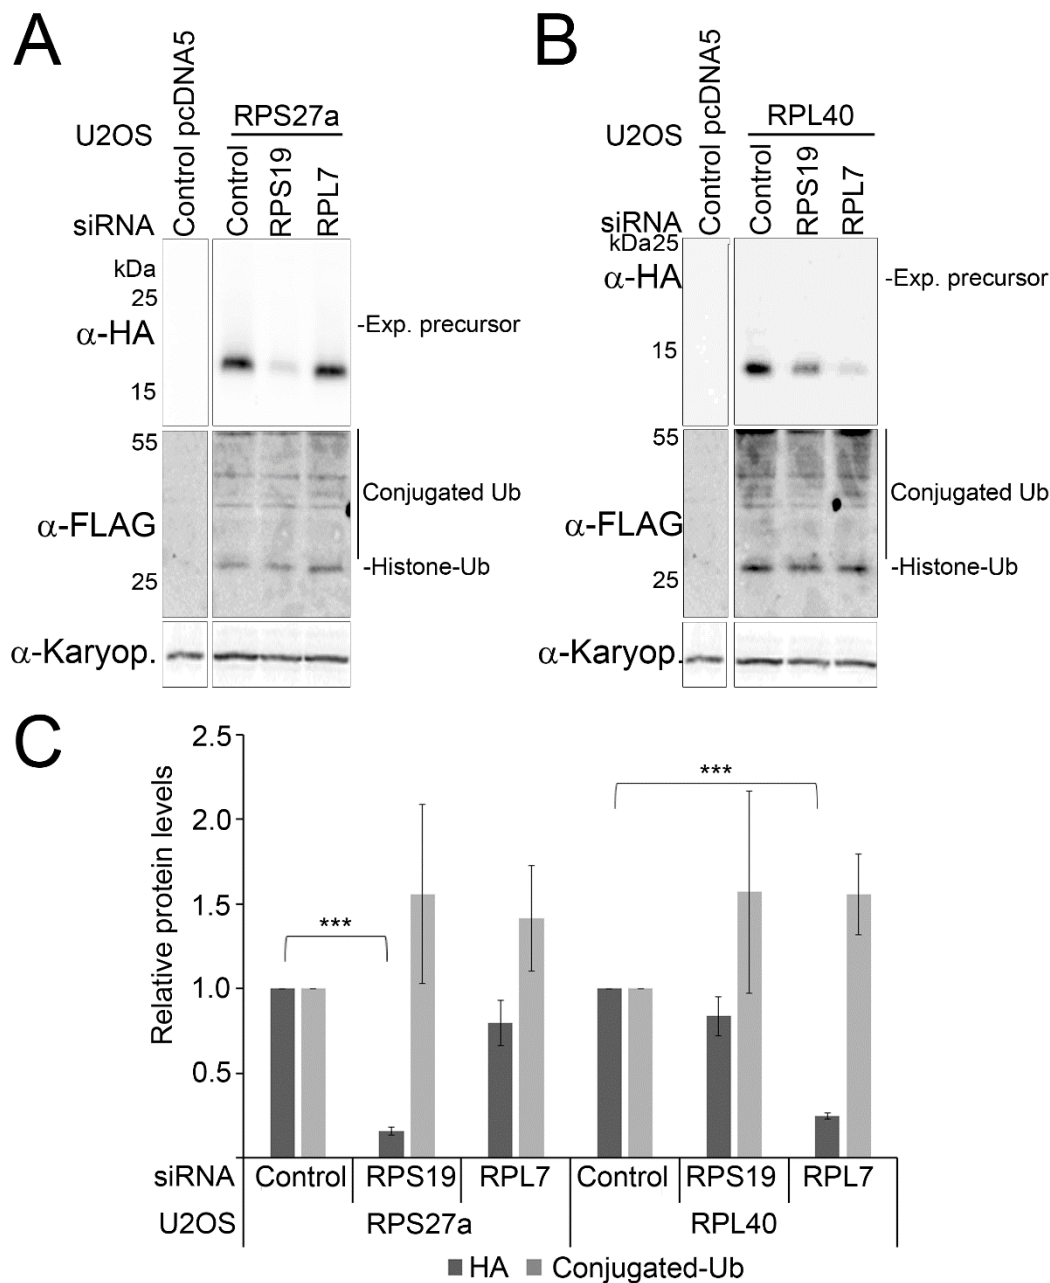 A
U2OS
Control pcDNA5
RPS27a
siRNA
Control
RPS19
RPL7
kDa
25
α-HA
15
-Exp. precursor
55
Conjugated Ub
α-FLAG
-Histone-Ub
25
α-Karyop.
B
U2OS
Control pcDNA5
RPL40
siRNA
Control
RPS19
RPL7
kDa25
α-HA
-Exp. precursor
15
55
Conjugated Ub
α-FLAG
-Histone-Ub
25
α-Karyop.
C
Relative protein levels
2.5
2.0
1.5
1.0
0.5
***
***
siRNA Control RPS19 RPL7 Control RPS19 RPL7
U2OS RPS27a RPL40
HA Conjugated-Ub